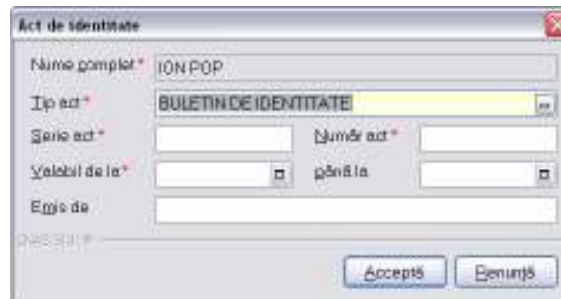 Act de identitate
Nume complet* ION POP
Tip act* BULETIN DE IDENTITATE ...
Serie act* Număr act*
Valabil de la* până la
Emis de
Acceptă Renunţă